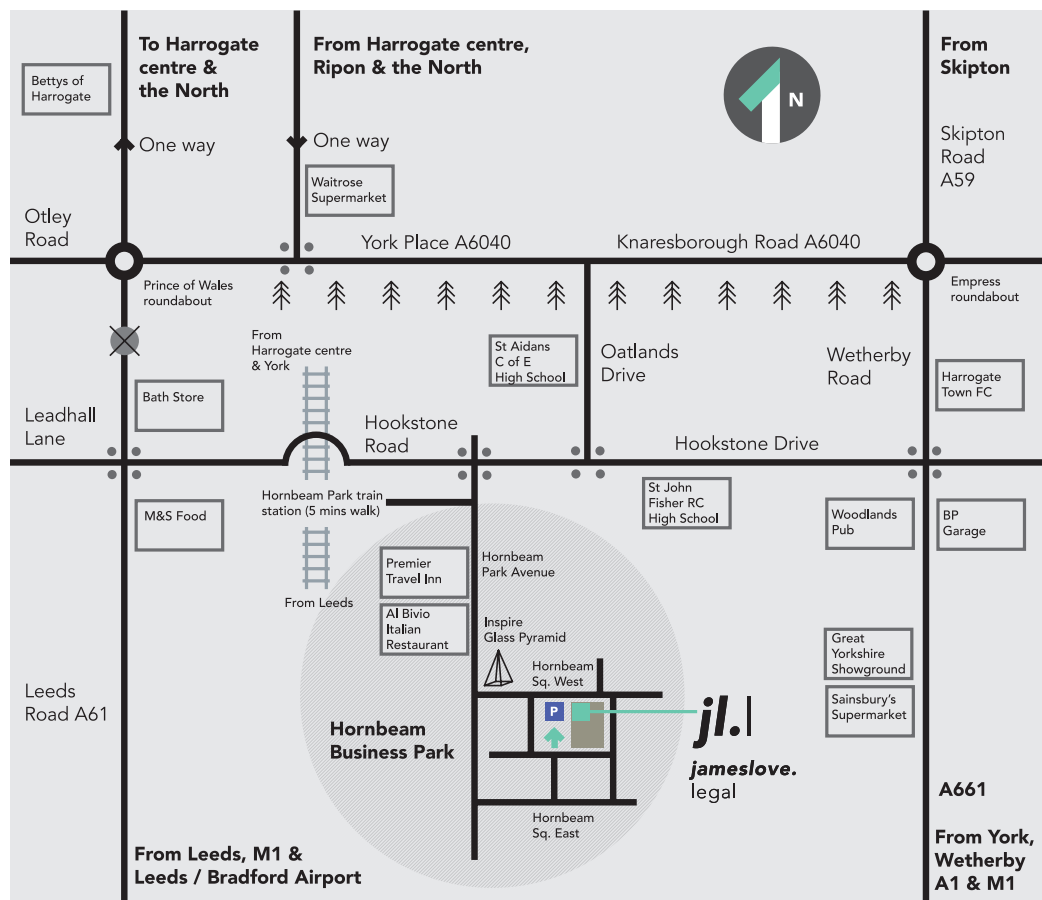 To Harrogate
centre &
the North
From Harrogate centre,
Ripon & the North
From
Skipton
Bettys of
Harrogate
N
One way
One way
Skipton
Road
A59
Waitrose
Supermarket
Otley
Road
York Place A6040
Knaresborough Road A6040
Prince of Wales
roundabout
Empress
roundabout
From
Harrogate centre
& York
St Aidans
C of E
High School
Oatlands
Drive
Wetherby
Road
Harrogate
Town FC
Bath Store
Leadhall
Lane
Hookstone
Road
Hookstone Drive
Hornbeam Park train
station (5 mins walk)
St John
Fisher RC
High School
M&S Food
Woodlands
Pub
BP
Garage
Premier
Travel Inn
Hornbeam
Park Avenue
From Leeds
Al Bivio
Italian
Restaurant
Inspire
Glass Pyramid
Great
Yorkshire
Showground
Hornbeam
Sq. West
Leeds
Road A61
Sainsbury's
Supermarket
P
Hornbeam
Business Park
jl.|
jameslove.
legal
A661
Hornbeam
Sq. East
From Leeds, M1 &
Leeds / Bradford Airport
From York,
Wetherby
A1 & M1